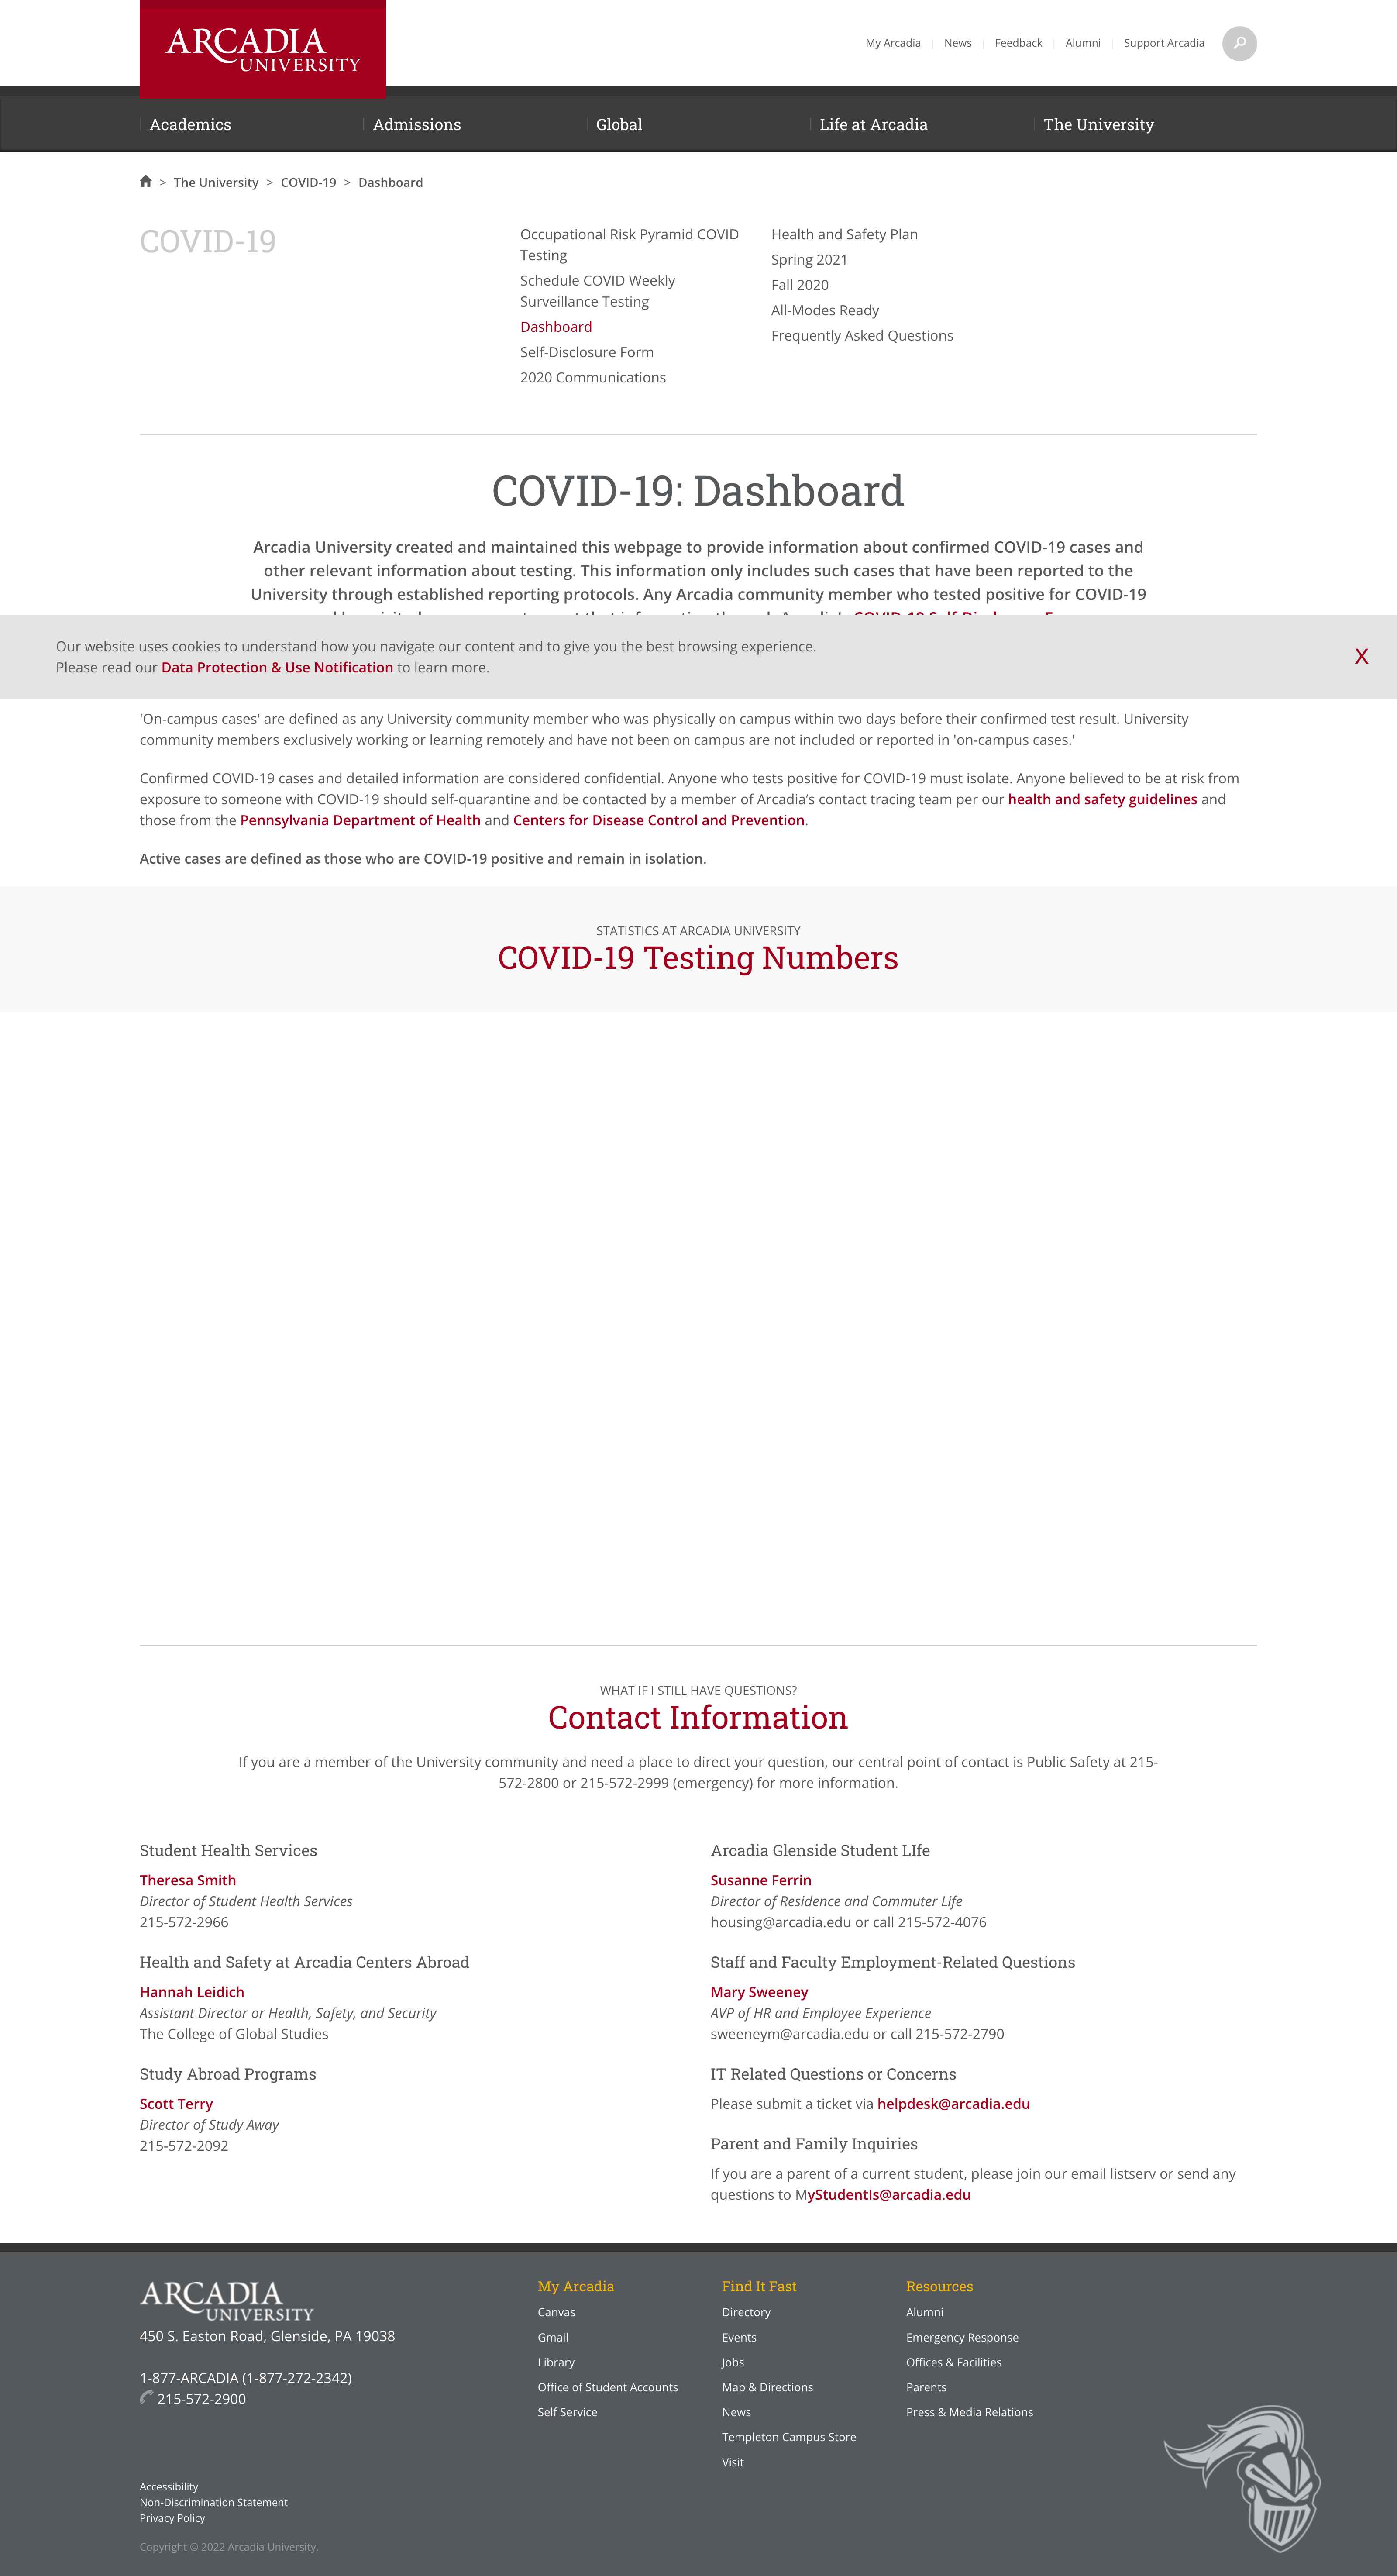 ARCADIA
UNIVERSITY
My Arcadia
News
Feedback
Alumni
Support Arcadia
Academics
Admissions
Global
Life at Arcadia
The University
> The University > COVID-19 > Dashboard
COVID-19
Occupational Risk Pyramid COVID
Testing
Schedule COVID Weekly
Surveillance Testing
Dashboard
Self-Disclosure Form
2020 Communications
Health and Safety Plan
Spring 2021
Fall 2020
All-Modes Ready
Frequently Asked Questions
COVID-19: Dashboard
Arcadia University created and maintained this webpage to provide information about confirmed COVID-19 cases and
other relevant information about testing. This information only includes such cases that have been reported to the
University through established reporting protocols. Any Arcadia community member who tested positive for COVID-19
Our website uses cookies to understand how you navigate our content and to give you the best browsing experience.
Please read our Data Protection & Use Notification to learn more.
X
'On-campus cases' are defined as any University community member who was physically on campus within two days before their confirmed test result. University
community members exclusively working or learning remotely and have not been on campus are not included or reported in 'on-campus cases.'
Confirmed COVID-19 cases and detailed information are considered confidential. Anyone who tests positive for COVID-19 must isolate. Anyone believed to be at risk from
exposure to someone with COVID-19 should self-quarantine and be contacted by a member of Arcadia’s contact tracing team per our health and safety guidelines and
those from the Pennsylvania Department of Health and Centers for Disease Control and Prevention.
Active cases are defined as those who are COVID-19 positive and remain in isolation.
STATISTICS AT ARCADIA UNIVERSITY
COVID-19 Testing Numbers
WHAT IF I STILL HAVE QUESTIONS?
Contact Information
If you are a member of the University community and need a place to direct your question, our central point of contact is Public Safety at 215-
572-2800 or 215-572-2999 (emergency) for more information.
Student Health Services
Theresa Smith
Director of Student Health Services
215-572-2966
Health and Safety at Arcadia Centers Abroad
Hannah Leidich
Assistant Director or Health, Safety, and Security
The College of Global Studies
Study Abroad Programs
Scott Terry
Director of Study Away
215-572-2092
Arcadia Glenside Student LIfe
Susanne Ferrin
Director of Residence and Commuter Life
housing@arcadia.edu or call 215-572-4076
Staff and Faculty Employment-Related Questions
Mary Sweeney
AVP of HR and Employee Experience
sweeneym@arcadia.edu or call 215-572-2790
IT Related Questions or Concerns
Please submit a ticket via helpdesk@arcadia.edu
Parent and Family Inquiries
If you are a parent of a current student, please join our email listserv or send any
questions to MyStudentIs@arcadia.edu
ARCADIA
UNIVERSITY
450 S. Easton Road, Glenside, PA 19038
1-877-ARCADIA (1-877-272-2342)
215-572-2900
Accessibility
Non-Discrimination Statement
Privacy Policy
Copyright © 2022 Arcadia University.
My Arcadia
Canvas
Gmail
Library
Office of Student Accounts
Self Service
Find It Fast
Directory
Events
Jobs
Map & Directions
News
Templeton Campus Store
Visit
Resources
Alumni
Emergency Response
Offices & Facilities
Parents
Press & Media Relations